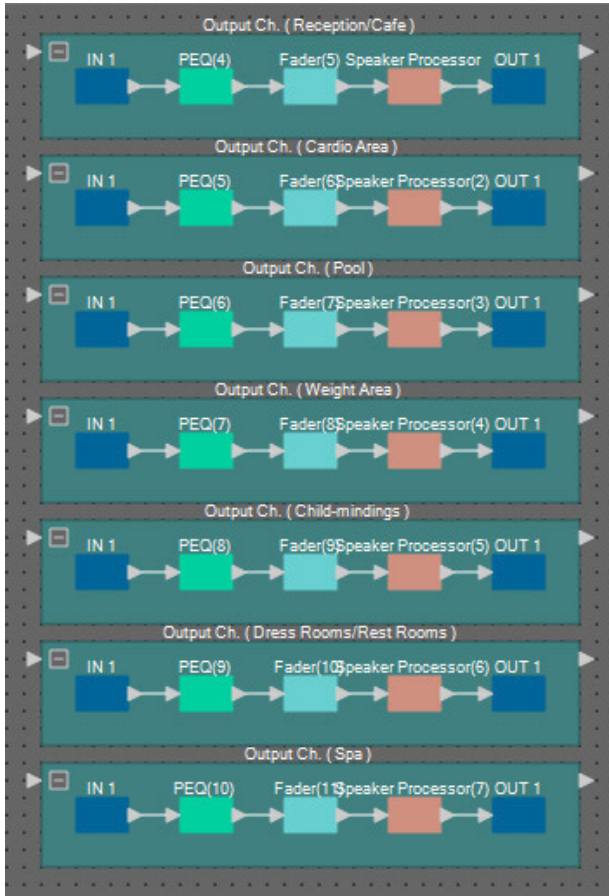 Output Ch. ( Reception/Cafe )
IN 1 PEQ(4) Fader(5) Speaker Processor OUT 1
Output Ch. ( Cardio Area )
IN 1 PEQ(5) Fader(6) Speaker Processor(2) OUT 1
Output Ch. ( Pool )
IN 1 PEQ(6) Fader(7) Speaker Processor(3) OUT 1
Output Ch. ( Weight Area )
IN 1 PEQ(7) Fader(8) Speaker Processor(4) OUT 1
Output Ch. ( Child-mindings )
IN 1 PEQ(8) Fader(9) Speaker Processor(5) OUT 1
Output Ch. ( Dress Rooms/Rest Rooms )
IN 1 PEQ(9) Fader(10) Speaker Processor(6) OUT 1
Output Ch. ( Spa )
IN 1 PEQ(10) Fader(11) Speaker Processor(7) OUT 1